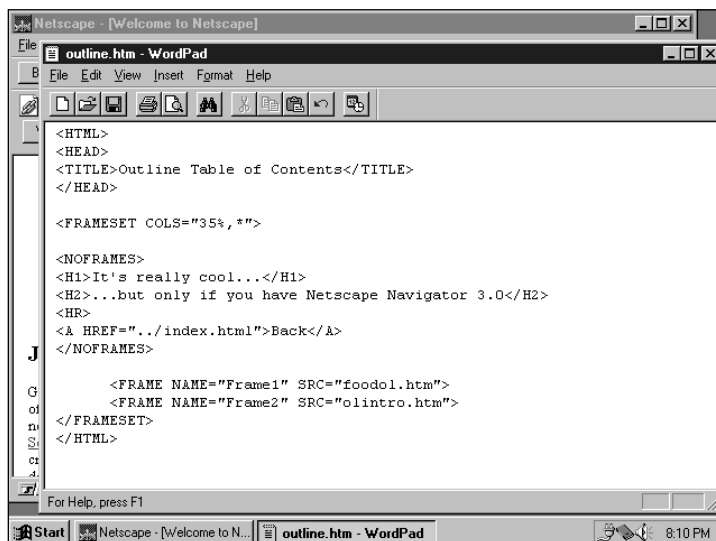 Netscape - [Welcome to Netscape]
File
outline.htm - WordPad
File Edit View Insert Format Help
<HTML>
<HEAD>
<TITLE>Outline Table of Contents</TITLE>
</HEAD>
<FRAMESET COLS="35%,*">
<NOFRAMES>
<H1>It's really cool...</H1>
<H2>...but only if you have Netscape Navigator 3.0</H2>
<HR>
<A HREF="../index.html">Back</A>
</NOFRAMES>
<FRAME NAME="Frame1" SRC="foodol.htm">
<FRAME NAME="Frame2" SRC="olintro.htm">
</FRAMESET>
</HTML>
For Help, press F1
Start Netscape - [Welcome to N... outline.htm - WordPad 8:10 PM